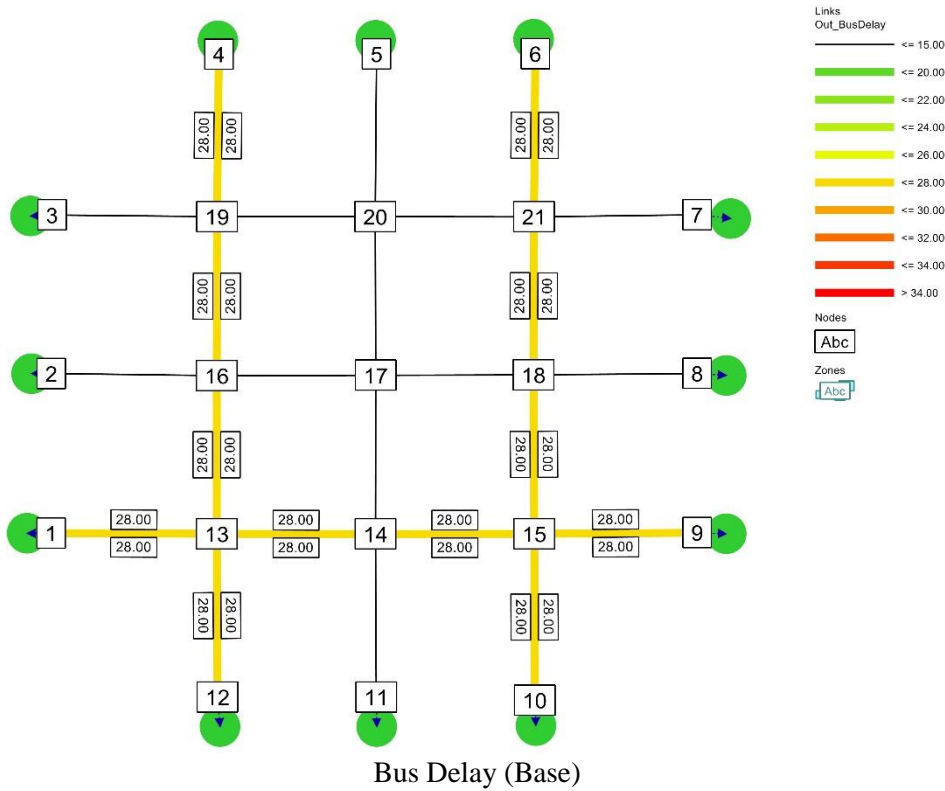 Links
Out_BusDelay
<= 15.00
<= 20.00
<= 22.00
<= 24.00
<= 26.00
<= 28.00
<= 30.00
<= 32.00
<= 34.00
> 34.00
Nodes
Abc
Zones
Abc
4 5 6
28.00 28.00 28.00 28.00
3 19 20 21 7
28.00 28.00 28.00 28.00
2 16 17 18 8
28.00 28.00 28.00 28.00
28.00 28.00 28.00 28.00
1 13 14 15 9
28.00 28.00 28.00 28.00
28.00 28.00 28.00 28.00
12 11 10
Bus Delay (Base)